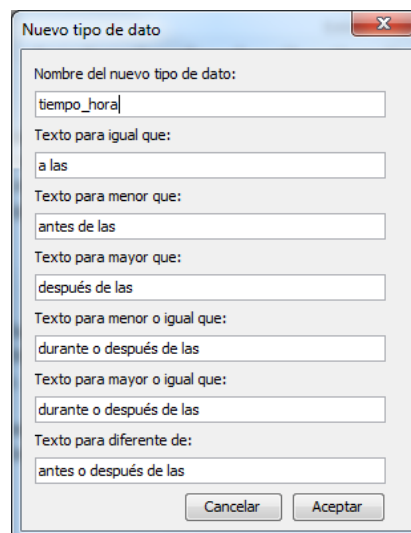 Nuevo tipo de dato
Nombre del nuevo tipo de dato:
tiempo_hora
Texto para igual que:
a las
Texto para menor que:
antes de las
Texto para mayor que:
después de las
Texto para menor o igual que:
durante o después de las
Texto para mayor o igual que:
durante o después de las
Texto para diferente de:
antes o después de las
Cancelar Aceptar